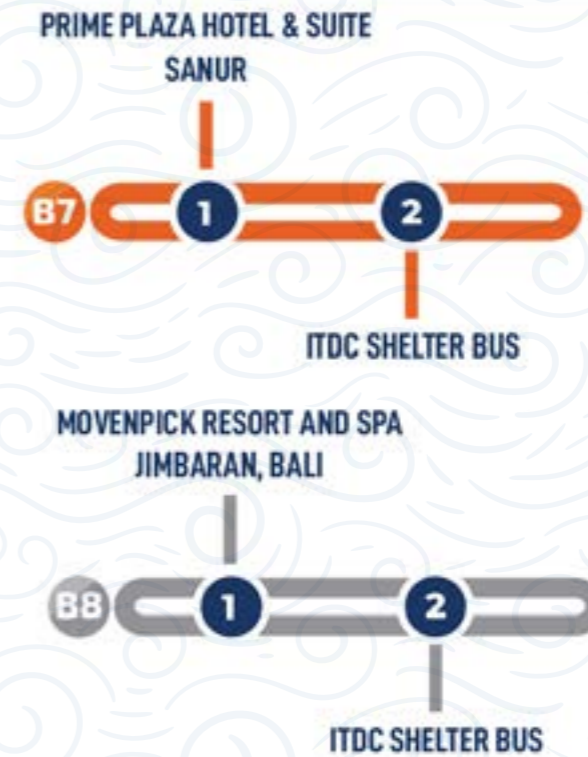 PRIME PLAZA HOTEL & SUITE
SANUR
B7
1
2
ITDC SHELTER BUS
MOVENPICK RESORT AND SPA
JIMBARAN, BALI
B8
1
2
ITDC SHELTER BUS